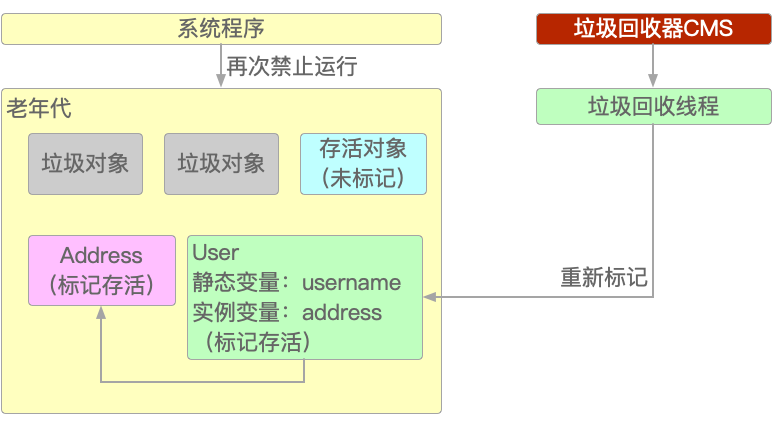 系统程序
垃圾回收器CMS
再次禁止运行
老年代
垃圾回收线程
垃圾对象
垃圾对象
存活对象
（未标记）
Address
（标记存活）
User
静态变量：username
实例变量：address
（标记存活）
重新标记